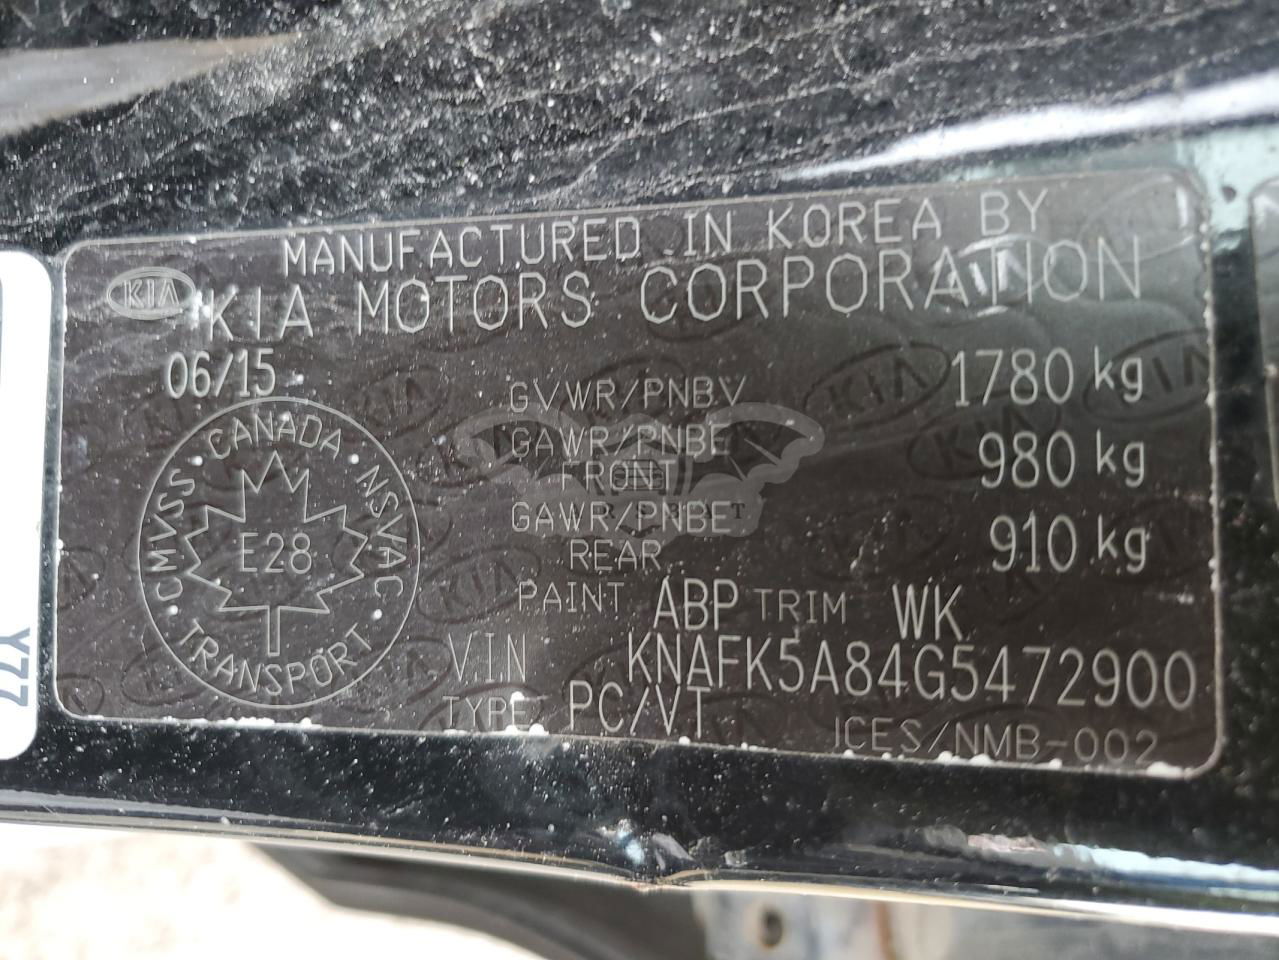 MANUFACTURED IN KOREA BY
KIA
KIA MOTORS CORPORATION
06/15
GVWR/PNBV 1780 kg
GAWR/PNBE
FRONT 980 kg
GAWR/PNBE
REAR 910 kg
CMVSS · CANADA · NSVAC
E28
· TRANSPORT ·
PAINT ABP TRIM WK
VIN KNAFK5A84G5472900
TYPE PC/VT
ICES/NMB-002
Y77